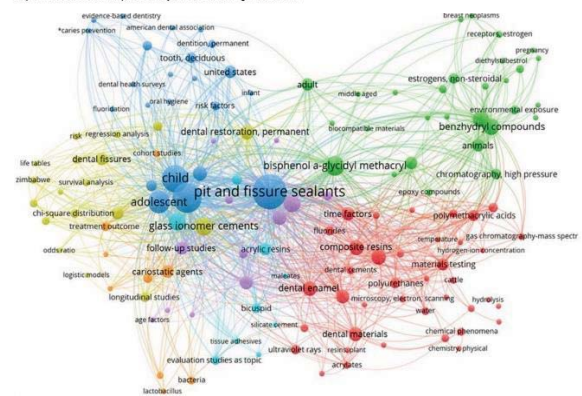 evidence-based dentistry
american dental association
*caries prevention
breast neoplasms
receptors, estrogen
dentition, permanent
tooth, deciduous
united states
pregnancy
diethylstilbestrol
dental health surveys
infant
adult
middle aged
estrogens, non-steroidal
oral hygiene
fluoridation
risk factors
environmental exposure
risk
regression analysis
dental restoration, permanent
biocompatible materials
benzhydryl compounds
animals
cohort studies
life tables
dental fissures
bisphenol a-glycidyl methacryl
chromatography, high pressure
zimbabwe
survival analysis
child
pit and fissure sealants
epoxy compounds
adolescent
chi-square distribution
time factors
polymethacrylic acids
treatment outcome
glass ionomer cements
fluorides
temperature
gas chromatography-mass spectr
odds ratio
follow-up studies
acrylic resins
composite resins
hydrogen-ion concentration
logistic models
cariostatic agents
maleates
dental cements
materials testing
cattle
longitudinal studies
dental enamel
polyurethanes
microscopy, electron, scanning
hydrolysis
age factors
bicuspid
water
silicate cement
dental materials
chemical phenomena
tissue adhesives
ultraviolet rays
resin
chemistry, physical
evaluation studies as topic
acrylates
bacteria
lactobacillus